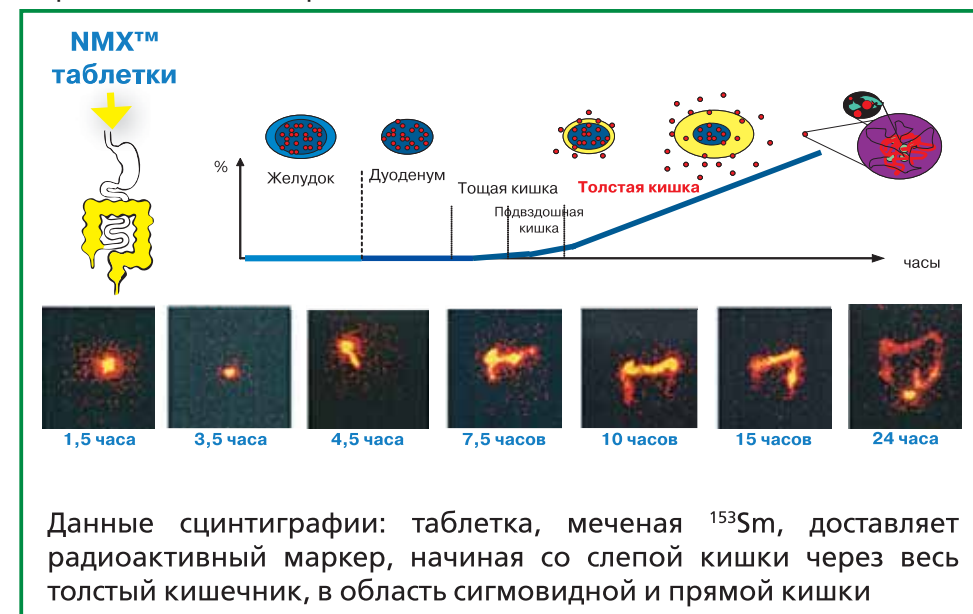 NMX™
таблетки
%
Желудок
Дуоденум
Тощая кишка
Подвздошная
кишка
Толстая кишка
часы
1,5 часа
3,5 часа
4,5 часа
7,5 часов
10 часов
15 часов
24 часа
Данные сцинтиграфии: таблетка, меченая ¹⁵³Sm, доставляет
радиоактивный маркер, начиная со слепой кишки через весь
толстый кишечник, в область сигмовидной и прямой кишки